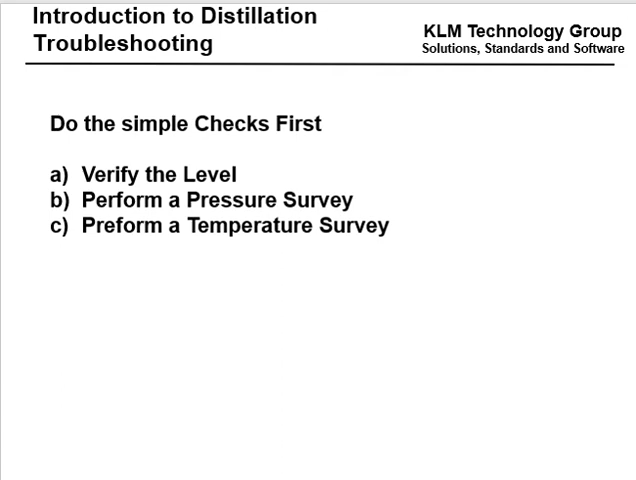 Introduction to Distillation
Troubleshooting
KLM Technology Group
Solutions, Standards and Software
Do the simple Checks First
a) Verify the Level
b) Perform a Pressure Survey
c) Preform a Temperature Survey